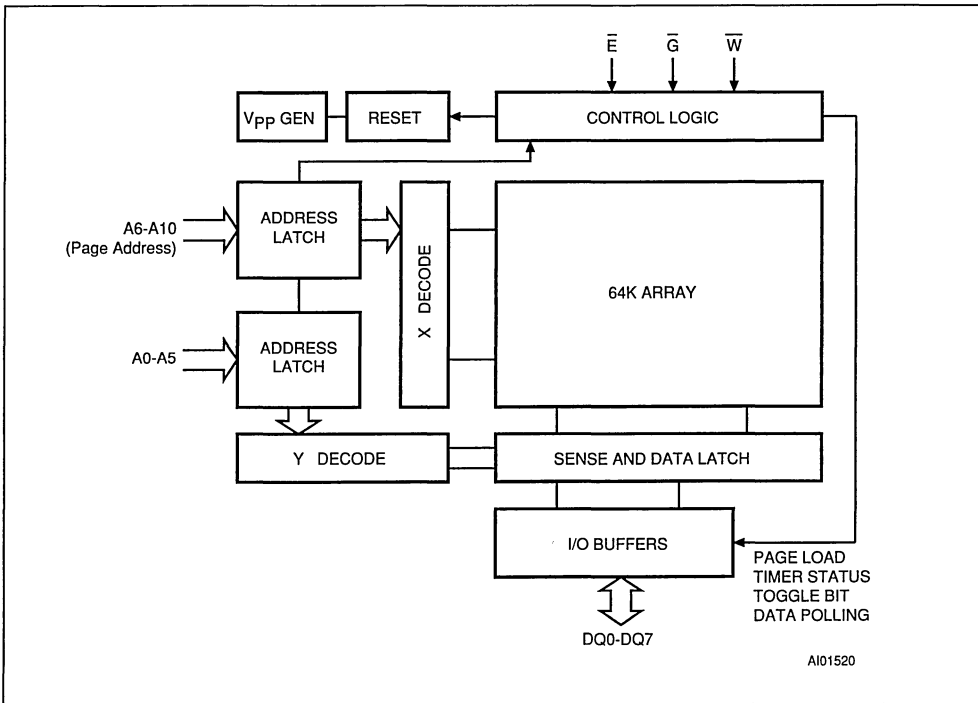 E̅ G̅ W̅
VPP GEN
RESET
CONTROL LOGIC
A6-A10
(Page Address)
ADDRESS
LATCH
X DECODE
64K ARRAY
A0-A5
ADDRESS
LATCH
Y DECODE
SENSE AND DATA LATCH
I/O BUFFERS
PAGE LOAD
TIMER STATUS
TOGGLE BIT
DATA POLLING
DQ0-DQ7
AI01520